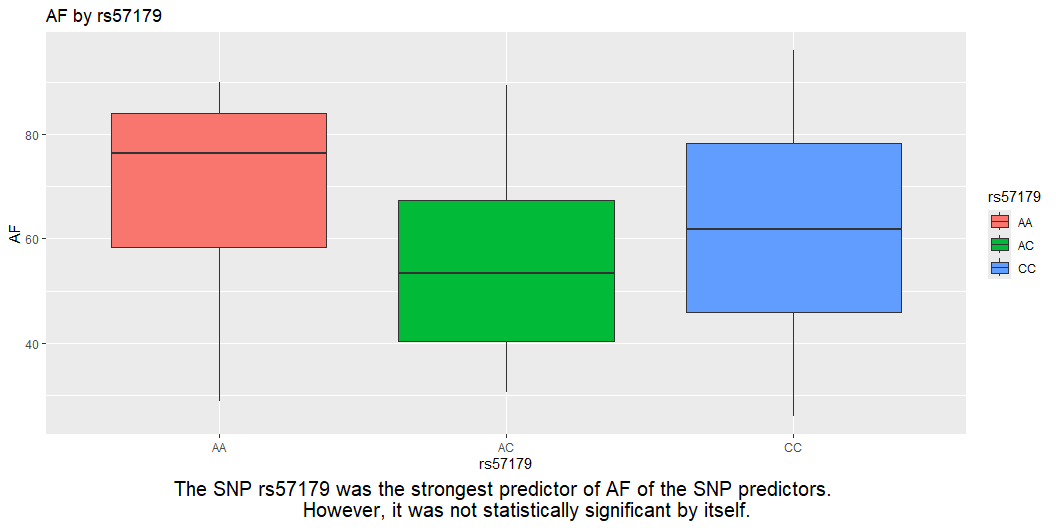 AF by rs57179
80
60
40
AF
AA
AC
CC
rs57179
rs57179
AA
AC
CC
The SNP rs57179 was the strongest predictor of AF of the SNP predictors.
However, it was not statistically significant by itself.